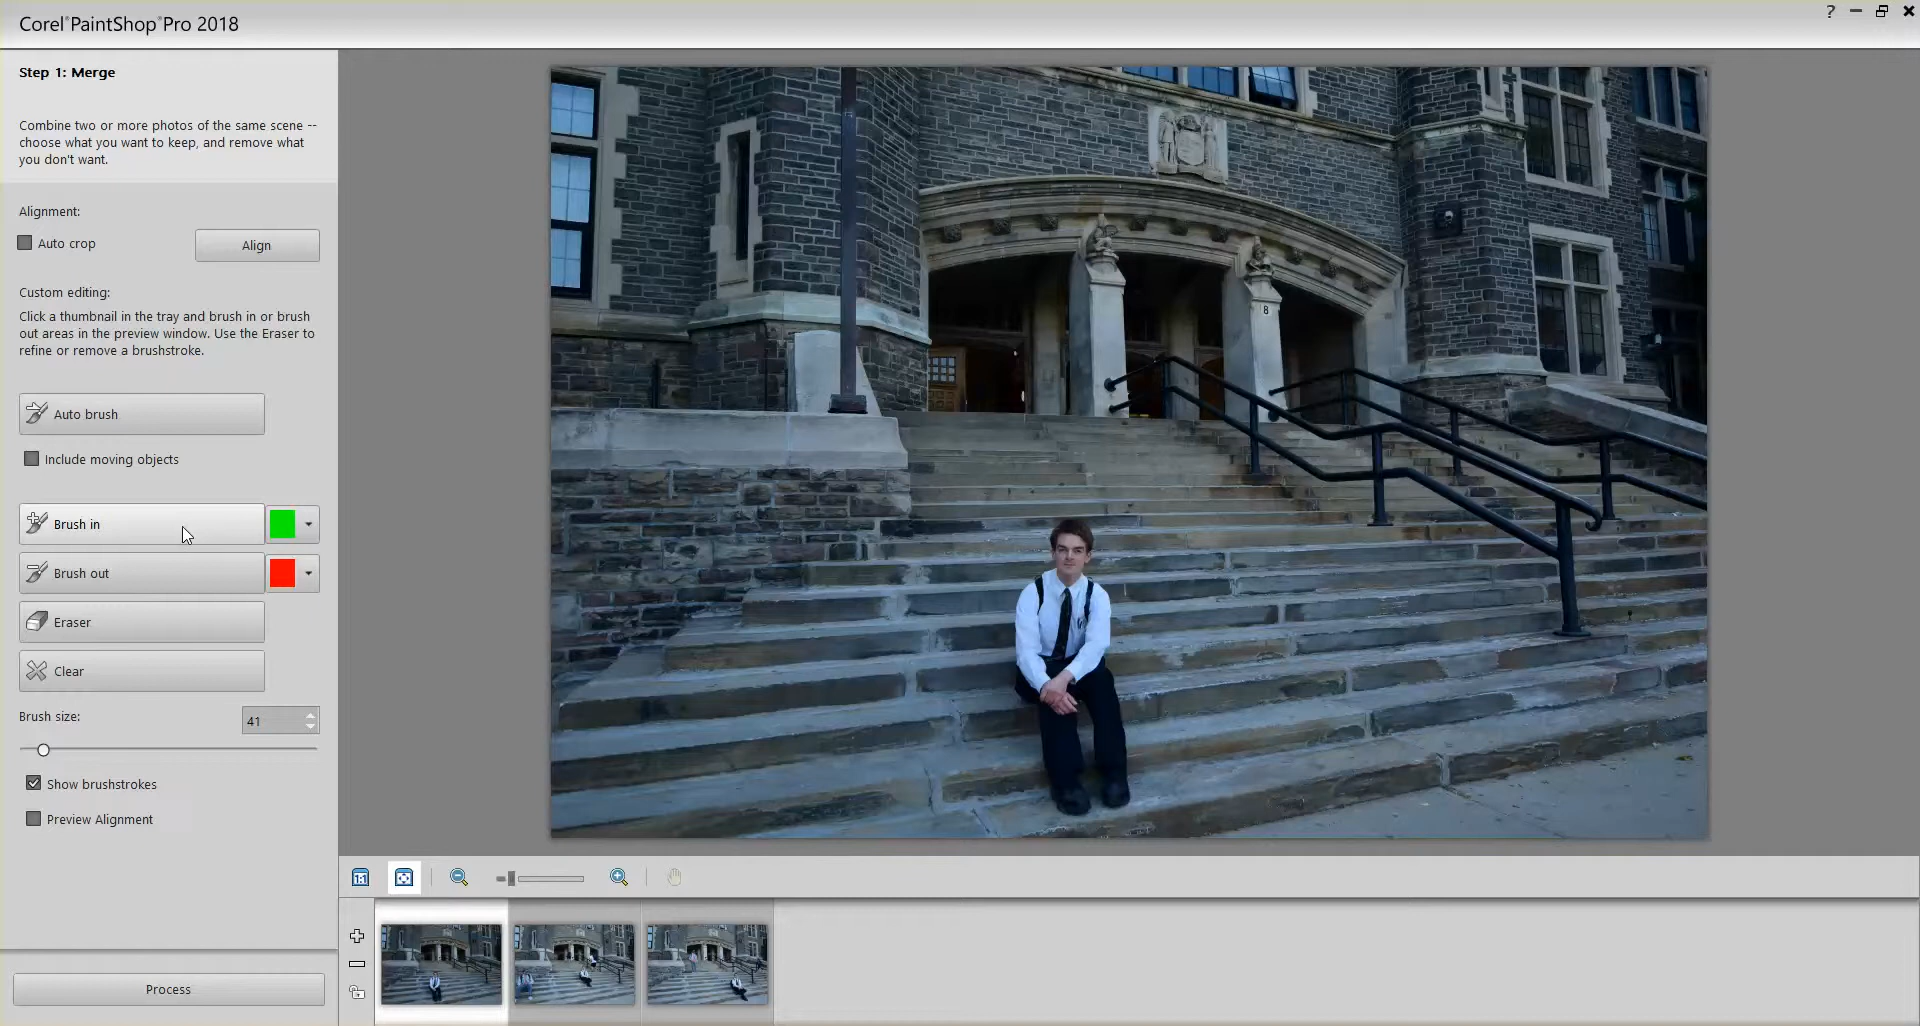 Corel® PaintShop® Pro 2018
?
Step 1: Merge
Combine two or more photos of the same scene --
choose what you want to keep, and remove what
you don't want.
Alignment:
Auto crop
Align
Custom editing:
Click a thumbnail in the tray and brush in or brush
out areas in the preview window. Use the Eraser to
refine or remove a brushstroke.
Auto brush
Include moving objects
Brush in
Brush out
Eraser
Clear
Brush size:
41
Show brushstrokes
Preview Alignment
Process
8
1:1